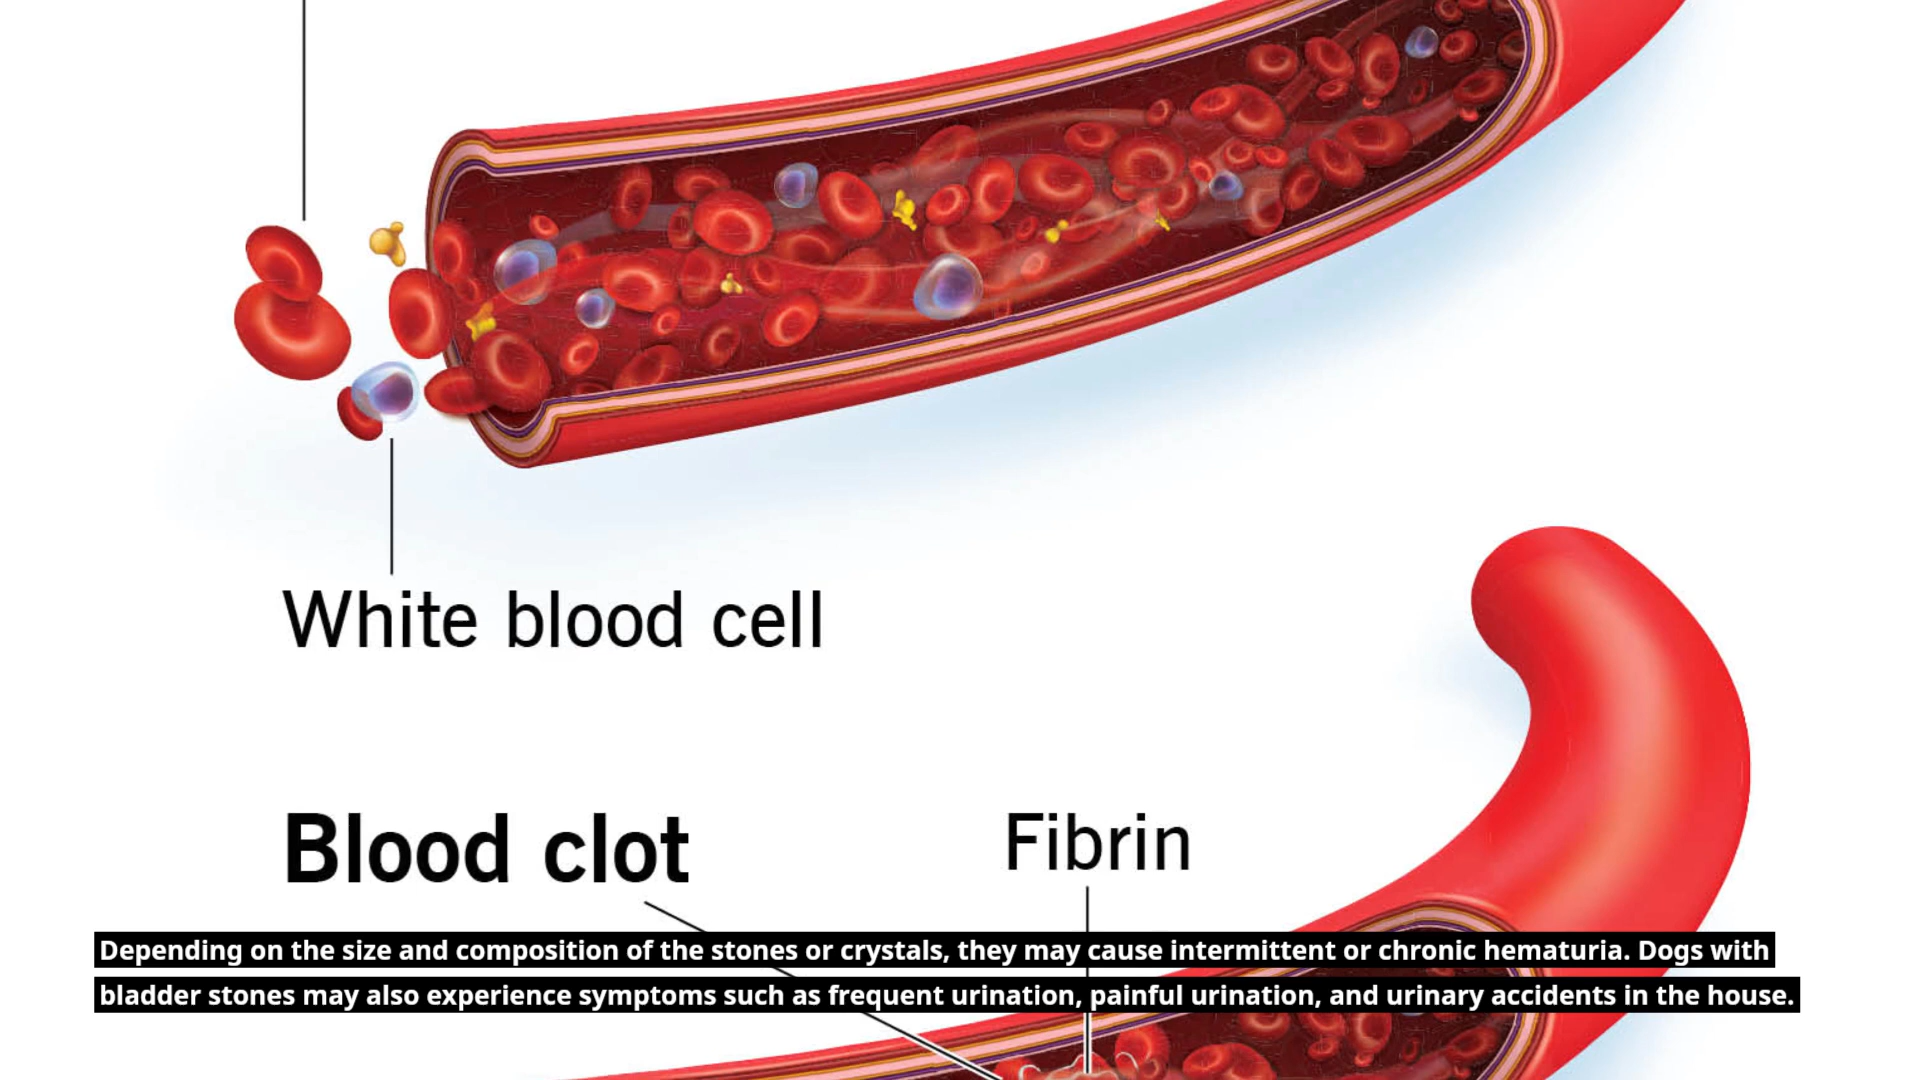 White blood cell
Blood clot
Fibrin
Depending on the size and composition of the stones or crystals, they may cause intermittent or chronic hematuria. Dogs with
bladder stones may also experience symptoms such as frequent urination, painful urination, and urinary accidents in the house.